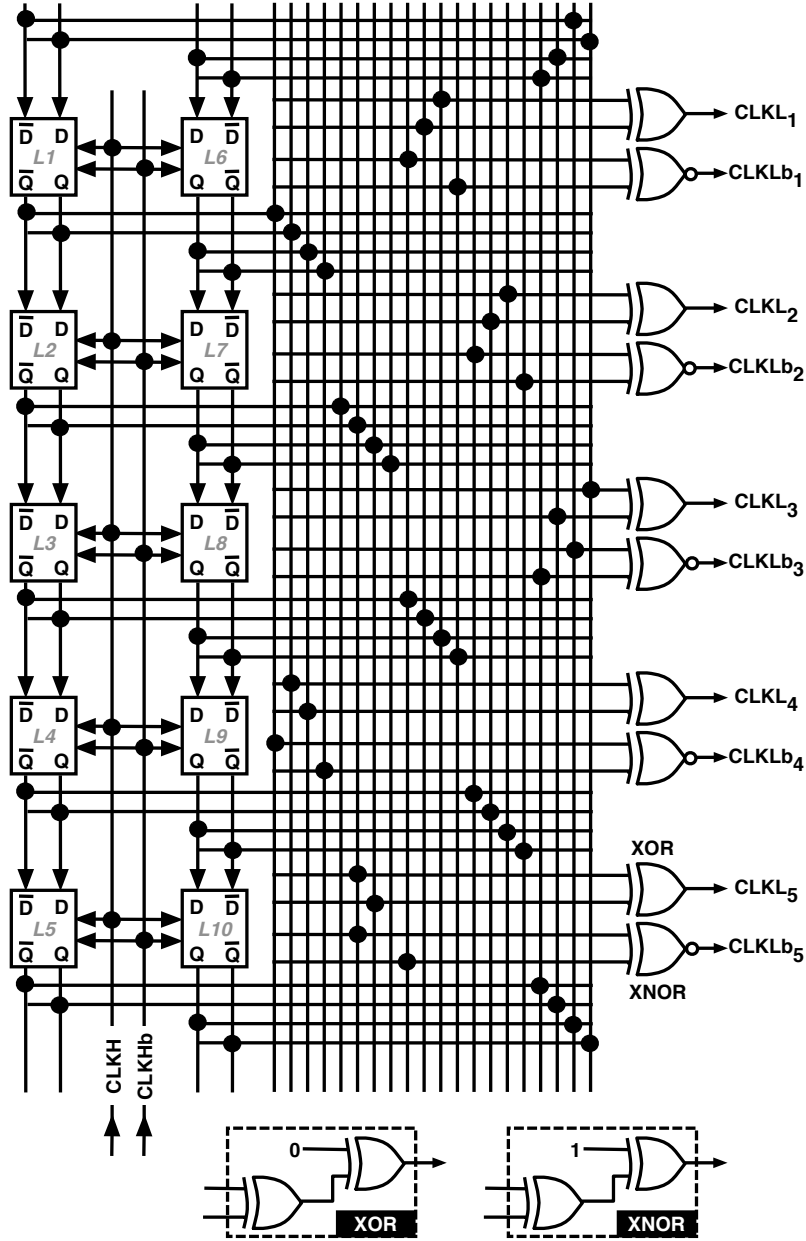 D̅ D D D̅
L1 L6
Q̅ Q Q Q̅
CLKL1
CLKLb1
D̅ D D D̅
L2 L7
Q̅ Q Q Q̅
CLKL2
CLKLb2
D̅ D D D̅
L3 L8
Q̅ Q Q Q̅
CLKL3
CLKLb3
D̅ D D D̅
L4 L9
Q̅ Q Q Q̅
CLKL4
CLKLb4
D̅ D D D̅
L5 L10
Q̅ Q Q Q̅
XOR
CLKL5
CLKLb5
XNOR
CLKH
CLKHb
0
XOR
1
XNOR